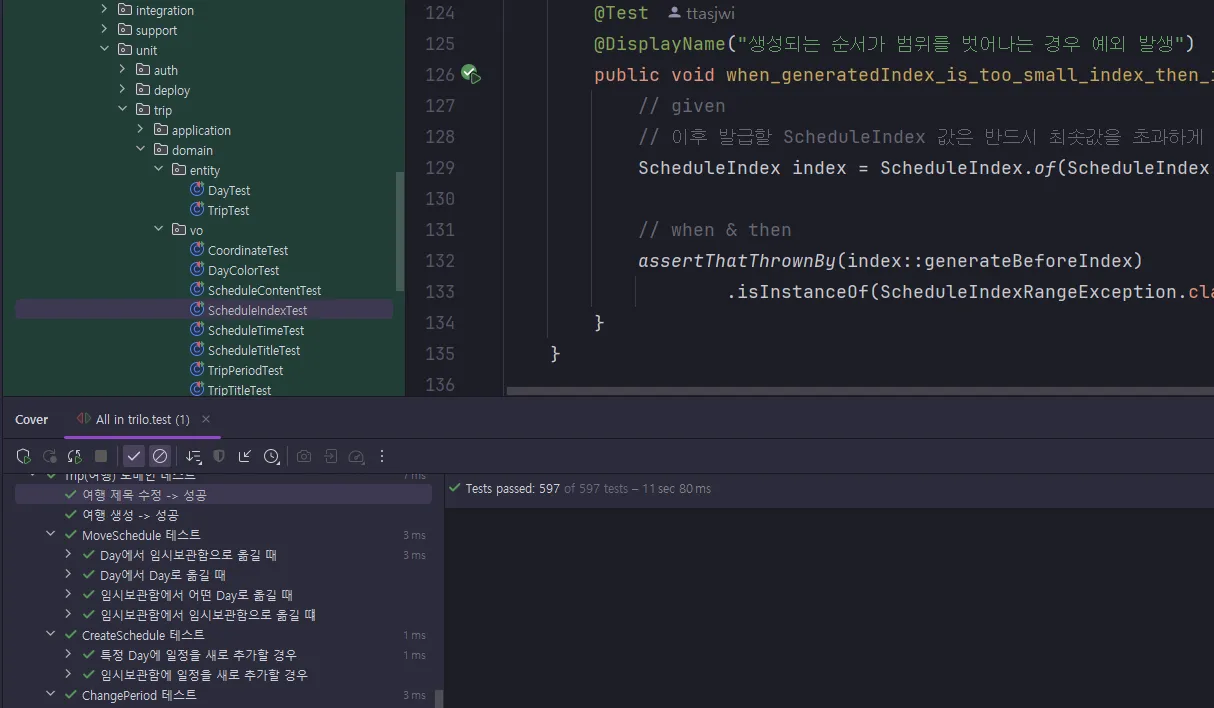 integration
support
unit
auth
deploy
trip
application
domain
entity
DayTest
TripTest
vo
CoordinateTest
DayColorTest
ScheduleContentTest
ScheduleIndexTest
ScheduleTimeTest
ScheduleTitleTest
TripPeriodTest
TripTitleTest
124 @Test ttasjwi
125 @DisplayName("생성되는 순서가 범위를 벗어나는 경우 예외 발생")
126 public void when_generatedIndex_is_too_small_index_then_
127 // given
128 // 이후 발급할 ScheduleIndex 값은 반드시 최솟값을 초과하게
129 ScheduleIndex index = ScheduleIndex.of(ScheduleIndex
130
131 // when & then
132 assertThatThrownBy(index::generateBeforeIndex)
133 .isInstanceOf(ScheduleIndexRangeException.cla
134 }
135 }
136
Cover All in trilo.test (1) ×
Trip(여행) 도메인 테스트 7 ms
여행 제목 수정 -> 성공
여행 생성 -> 성공
MoveSchedule 테스트 3 ms
Day에서 임시보관함으로 옮길 때 3 ms
Day에서 Day로 옮길 때
임시보관함에서 어떤 Day로 옮길 때
임시보관함에서 임시보관함으로 옮길 떄
CreateSchedule 테스트 1 ms
특정 Day에 일정을 새로 추가할 경우 1 ms
임시보관함에 일정을 새로 추가할 경우
ChangePeriod 테스트 3 ms
Tests passed: 597 of 597 tests – 11 sec 80 ms